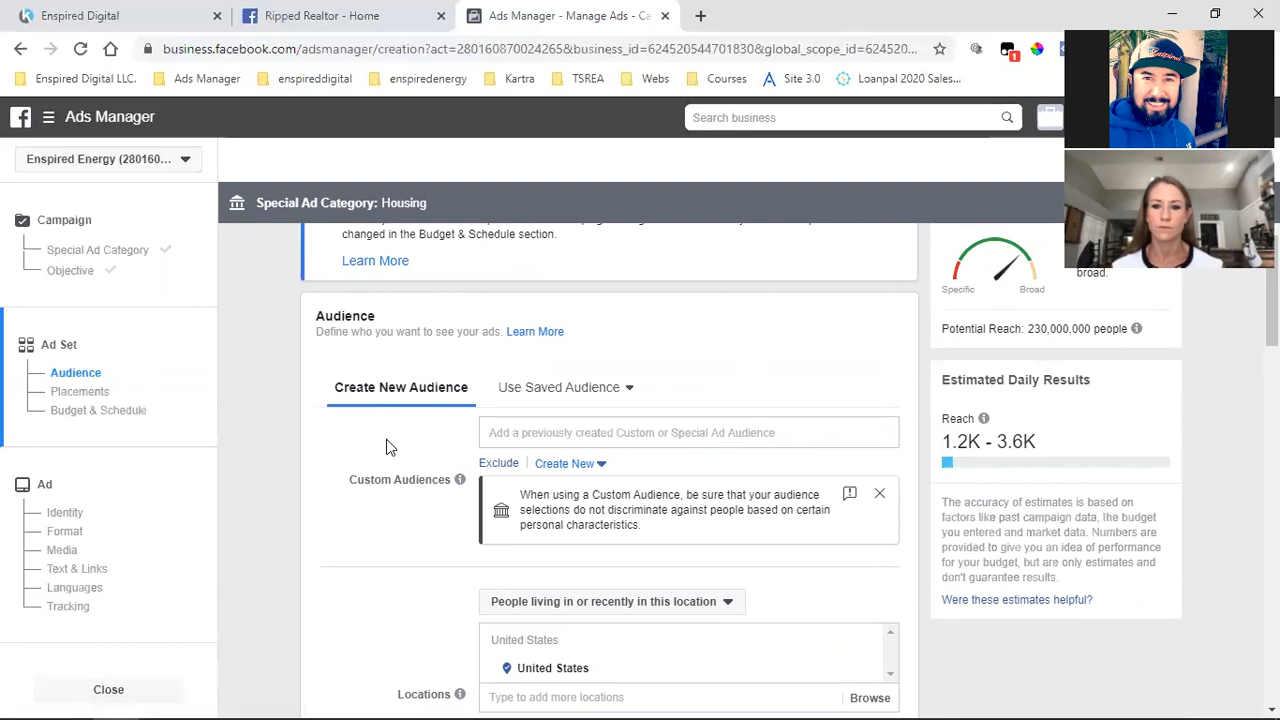 Enspired Digital
Ripped Realtor - Home
Ads Manager - Manage Ads - Ca
business.facebook.com/adsmanager/creation?act=280160870024265&business_id=624520544701830&global_scope_id=62452...
1
Enspired Digital LLC.
Ads Manager
enspireddigital
enspiredenergy
Kartra
TSREA
Webs
Courses
Site 3.0
Loanpal 2020 Sales...
Ads Manager
Search business
Enspired Energy (280160...
Special Ad Category: Housing
Campaign
Special Ad Category
Objective
Ad Set
Audience
Placements
Budget & Schedule
Ad
Identity
Format
Media
Text & Links
Languages
Tracking
Close
changed in the Budget & Schedule section.
Learn More
Audience
Define who you want to see your ads. Learn More
Create New Audience
Use Saved Audience
Add a previously created Custom or Special Ad Audience
Exclude
Create New
Custom Audiences
When using a Custom Audience, be sure that your audience
selections do not discriminate against people based on certain
personal characteristics.
People living in or recently in this location
United States
United States
Locations
Type to add more locations
Browse
broad.
Specific
Broad
Potential Reach: 230,000,000 people
Estimated Daily Results
Reach
1.2K - 3.6K
The accuracy of estimates is based on
factors like past campaign data, the budget
you entered and market data. Numbers are
provided to give you an idea of performance
for your budget, but are only estimates and
don't guarantee results.
Were these estimates helpful?